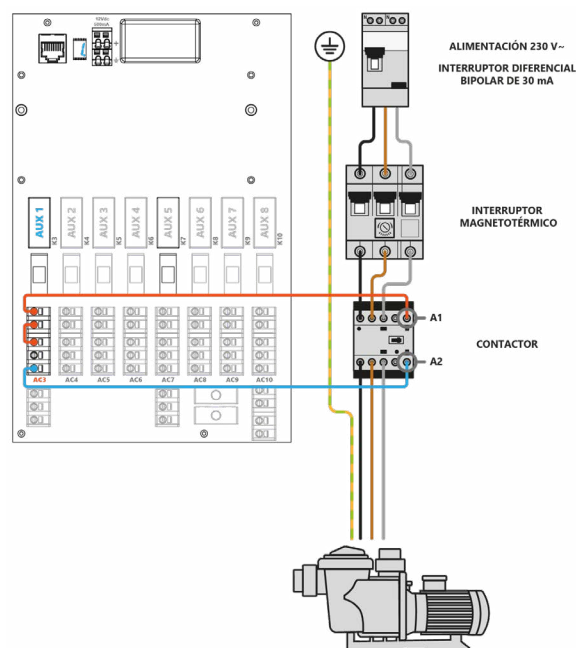 12Vdc
500mA
+
N N
ALIMENTACIÓN 230 V~
INTERRUPTOR DIFERENCIAL
BIPOLAR DE 30 mA
AUX 1
K3
AUX 2
K4
AUX 3
K5
AUX 4
K6
AUX 5
K7
AUX 6
K8
AUX 7
K9
AUX 8
K10
INTERRUPTOR
MAGNETOTÉRMICO
A1
CONTACTOR
A2
AC3 AC4 AC5 AC6 AC7 AC8 AC9 AC10